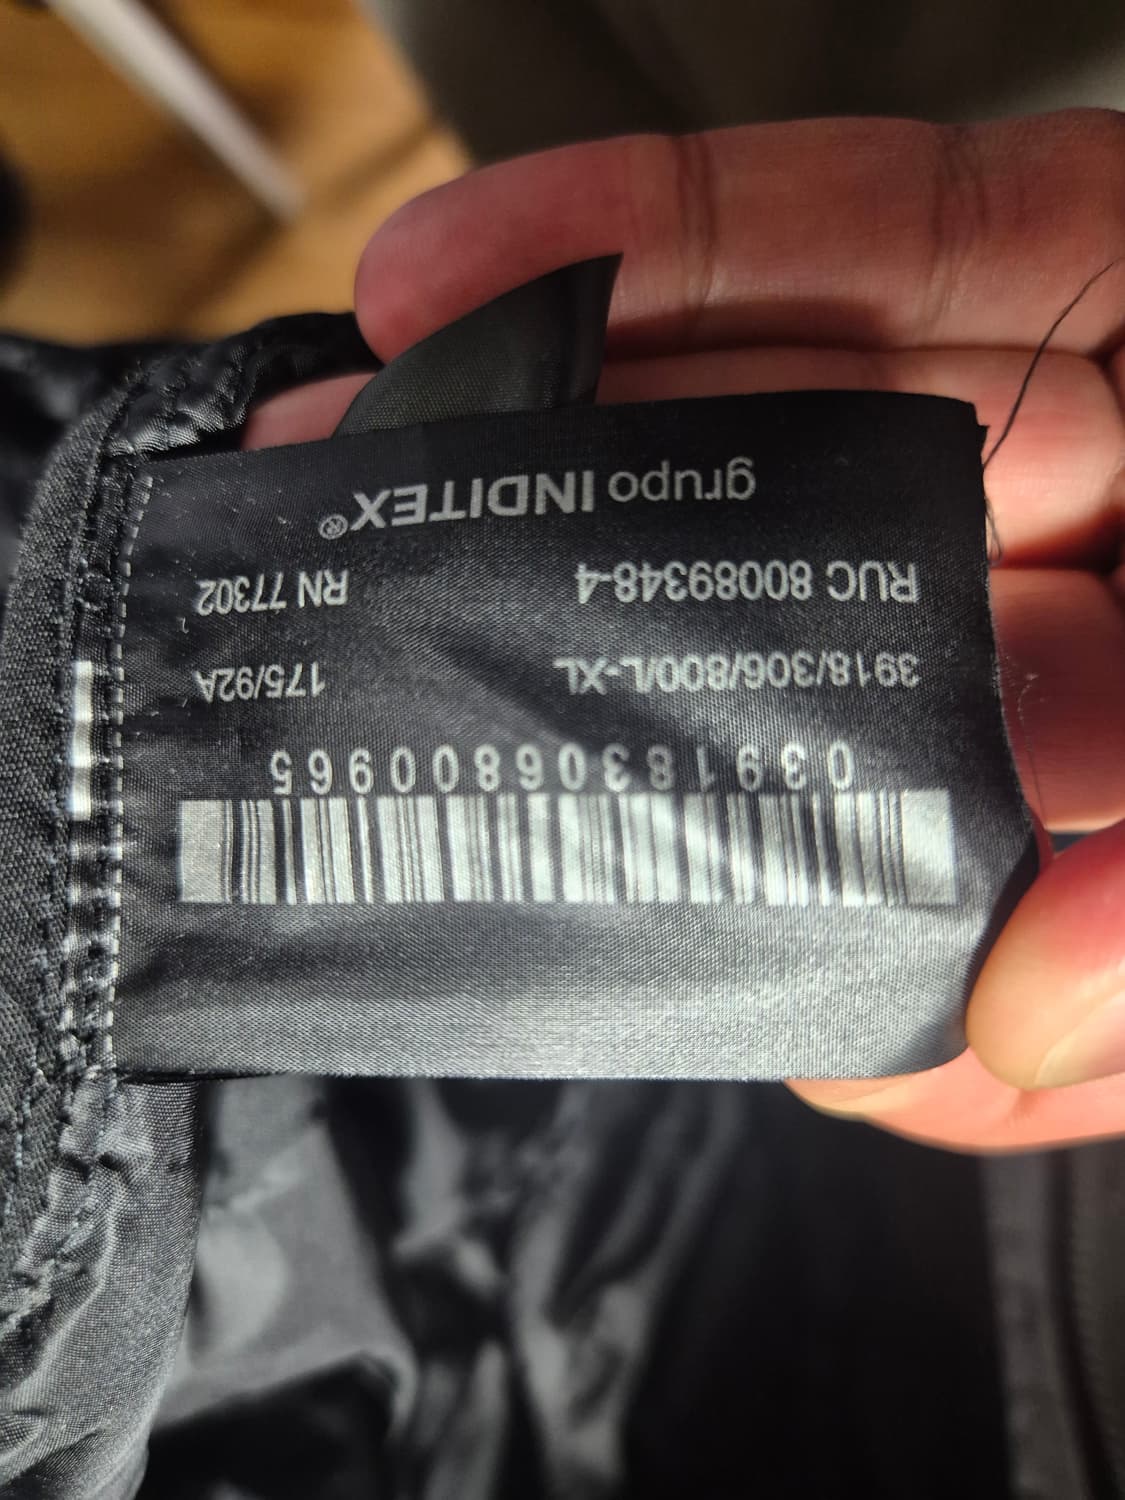 03918306800965
3918/306/800/L-XL 175/92A
RUC 80089348-4 RN 77302
grupo INDITEX®